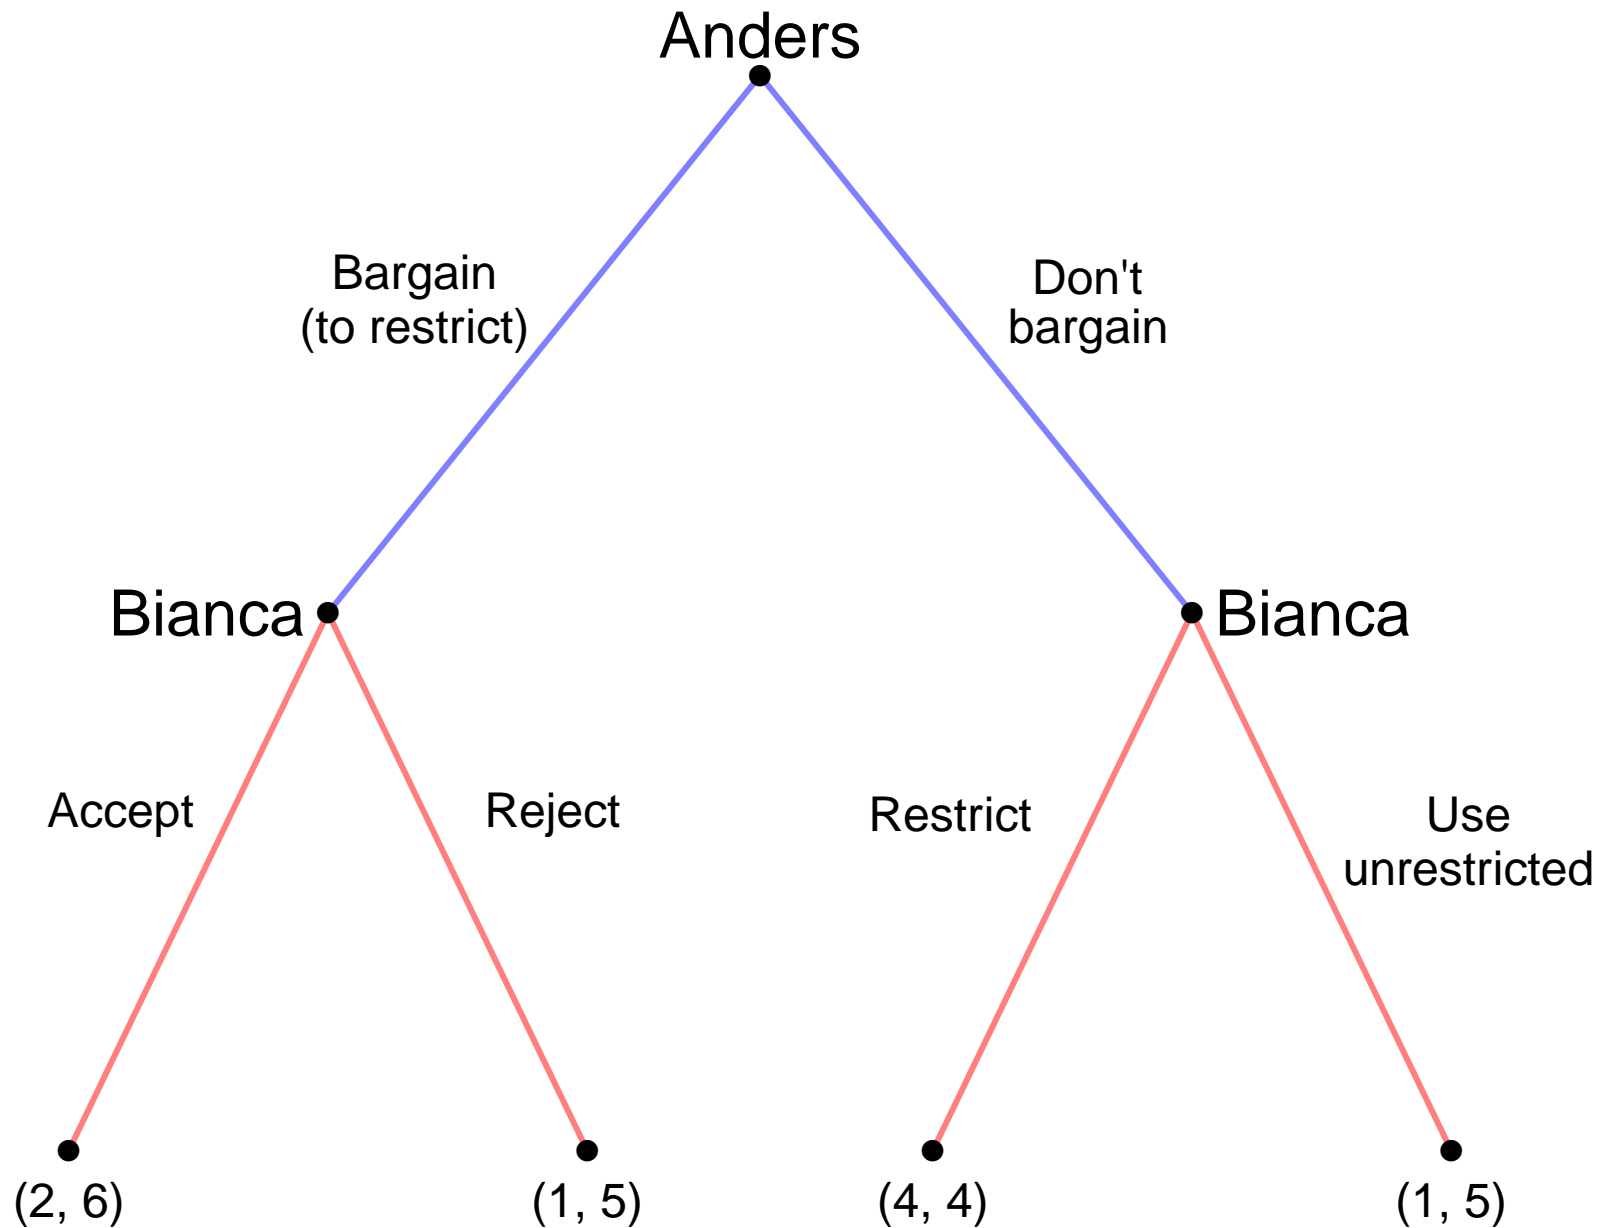 Anders
Bargain
(to restrict)
Don't
bargain
Bianca
Bianca
Accept
Reject
Restrict
Use
unrestricted
(2, 6)
(1, 5)
(4, 4)
(1, 5)